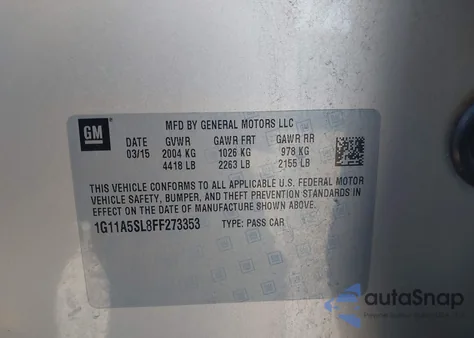 GM
MFD BY GENERAL MOTORS LLC
DATE GVWR GAWR FRT GAWR RR
03/15 2004 KG 1026 KG 978 KG
4418 LB 2263 LB 2155 LB
THIS VEHICLE CONFORMS TO ALL APPLICABLE U.S. FEDERAL MOTOR
VEHICLE SAFETY, BUMPER, AND THEFT PREVENTION STANDARDS IN
EFFECT ON THE DATE OF MANUFACTURE SHOWN ABOVE.
1G11A5SL8FF273353 TYPE: PASS CAR
autoSnap